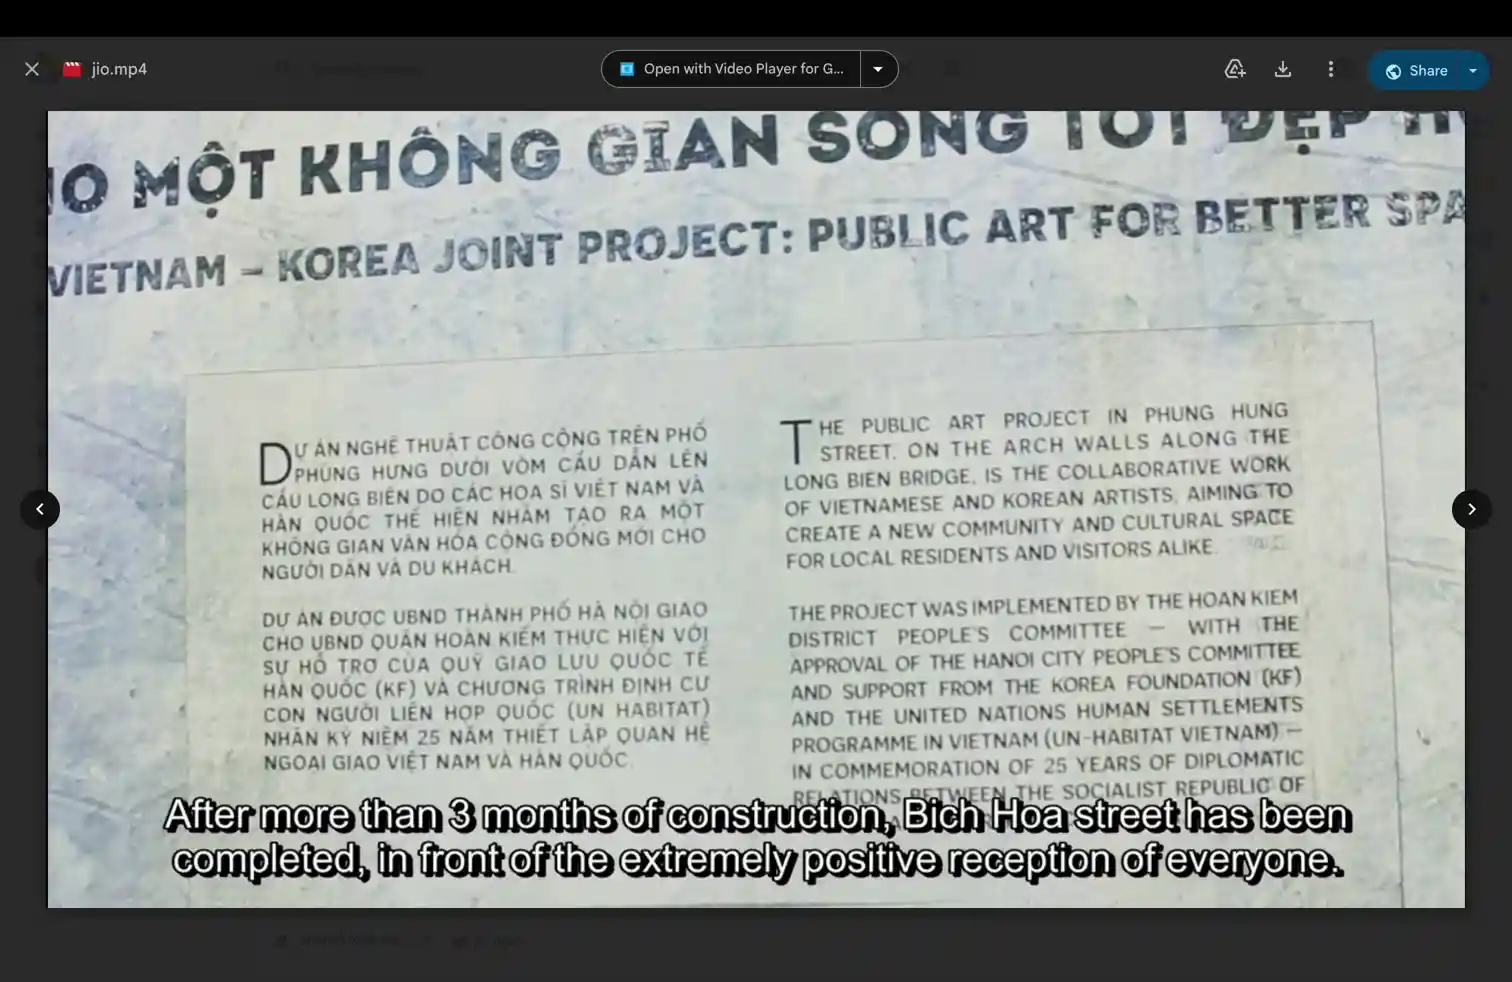 jio.mp4
Open with Video Player for G...
Share
MỘT KHÔNG GIAN SỐNG TỐT ĐẸP
VIETNAM – KOREA JOINT PROJECT: PUBLIC ART FOR BETTER SPA
DỰ ÁN NGHỆ THUẬT CÔNG CỘNG TRÊN PHỐ
PHÙNG HƯNG DƯỚI VÒM CẦU DẪN LÊN
CẦU LONG BIÊN DO CÁC HỌA SĨ VIỆT NAM VÀ
HÀN QUỐC THỂ HIỆN NHẰM TẠO RA MỘT
KHÔNG GIAN VĂN HÓA CỘNG ĐỒNG MỚI CHO
NGƯỜI DÂN VÀ DU KHÁCH.
DỰ ÁN ĐƯỢC UBND THÀNH PHỐ HÀ NỘI GIAO
CHO UBND QUẬN HOÀN KIẾM THỰC HIỆN VỚI
SỰ HỖ TRỢ CỦA QUỸ GIAO LƯU QUỐC TẾ
HÀN QUỐC (KF) VÀ CHƯƠNG TRÌNH ĐỊNH CƯ
CON NGƯỜI LIÊN HỢP QUỐC (UN HABITAT)
NHÂN KỶ NIỆM 25 NĂM THIẾT LẬP QUAN HỆ
NGOẠI GIAO VIỆT NAM VÀ HÀN QUỐC.
THE PUBLIC ART PROJECT IN PHUNG HUNG
STREET, ON THE ARCH WALLS ALONG THE
LONG BIEN BRIDGE, IS THE COLLABORATIVE WORK
OF VIETNAMESE AND KOREAN ARTISTS, AIMING TO
CREATE A NEW COMMUNITY AND CULTURAL SPACE
FOR LOCAL RESIDENTS AND VISITORS ALIKE.
THE PROJECT WAS IMPLEMENTED BY THE HOAN KIEM
DISTRICT PEOPLE'S COMMITTEE – WITH THE
APPROVAL OF THE HANOI CITY PEOPLE'S COMMITTEE
AND SUPPORT FROM THE KOREA FOUNDATION (KF)
AND THE UNITED NATIONS HUMAN SETTLEMENTS
PROGRAMME IN VIETNAM (UN-HABITAT VIETNAM) –
IN COMMEMORATION OF 25 YEARS OF DIPLOMATIC
RELATIONS BETWEEN THE SOCIALIST REPUBLIC OF
After more than 3 months of construction, Bich Hoa street has been
completed, in front of the extremely positive reception of everyone.